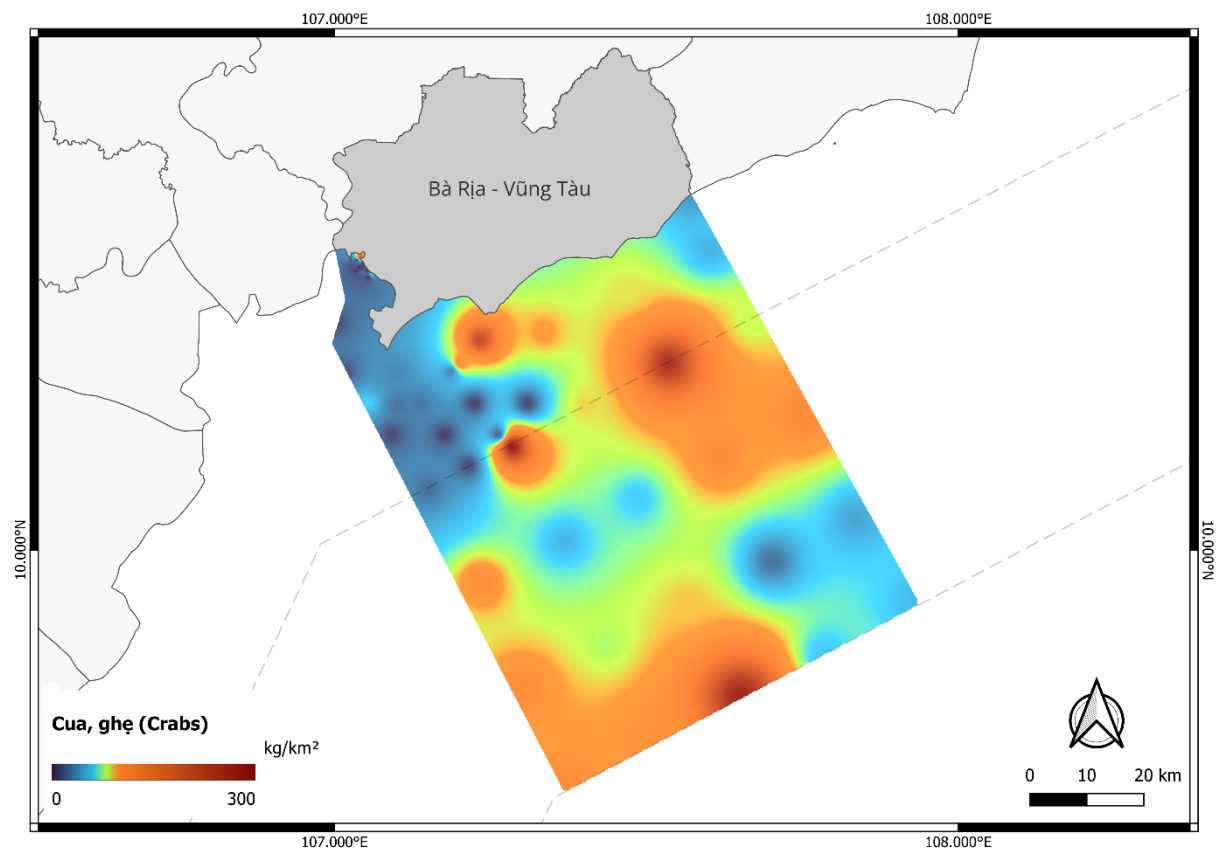 107.000°E 108.000°E
Bà Rịa - Vũng Tàu
10.000°N 10.000°N
Cua, ghẹ (Crabs)
kg/km²
0 300
0 10 20 km
107.000°E 108.000°E